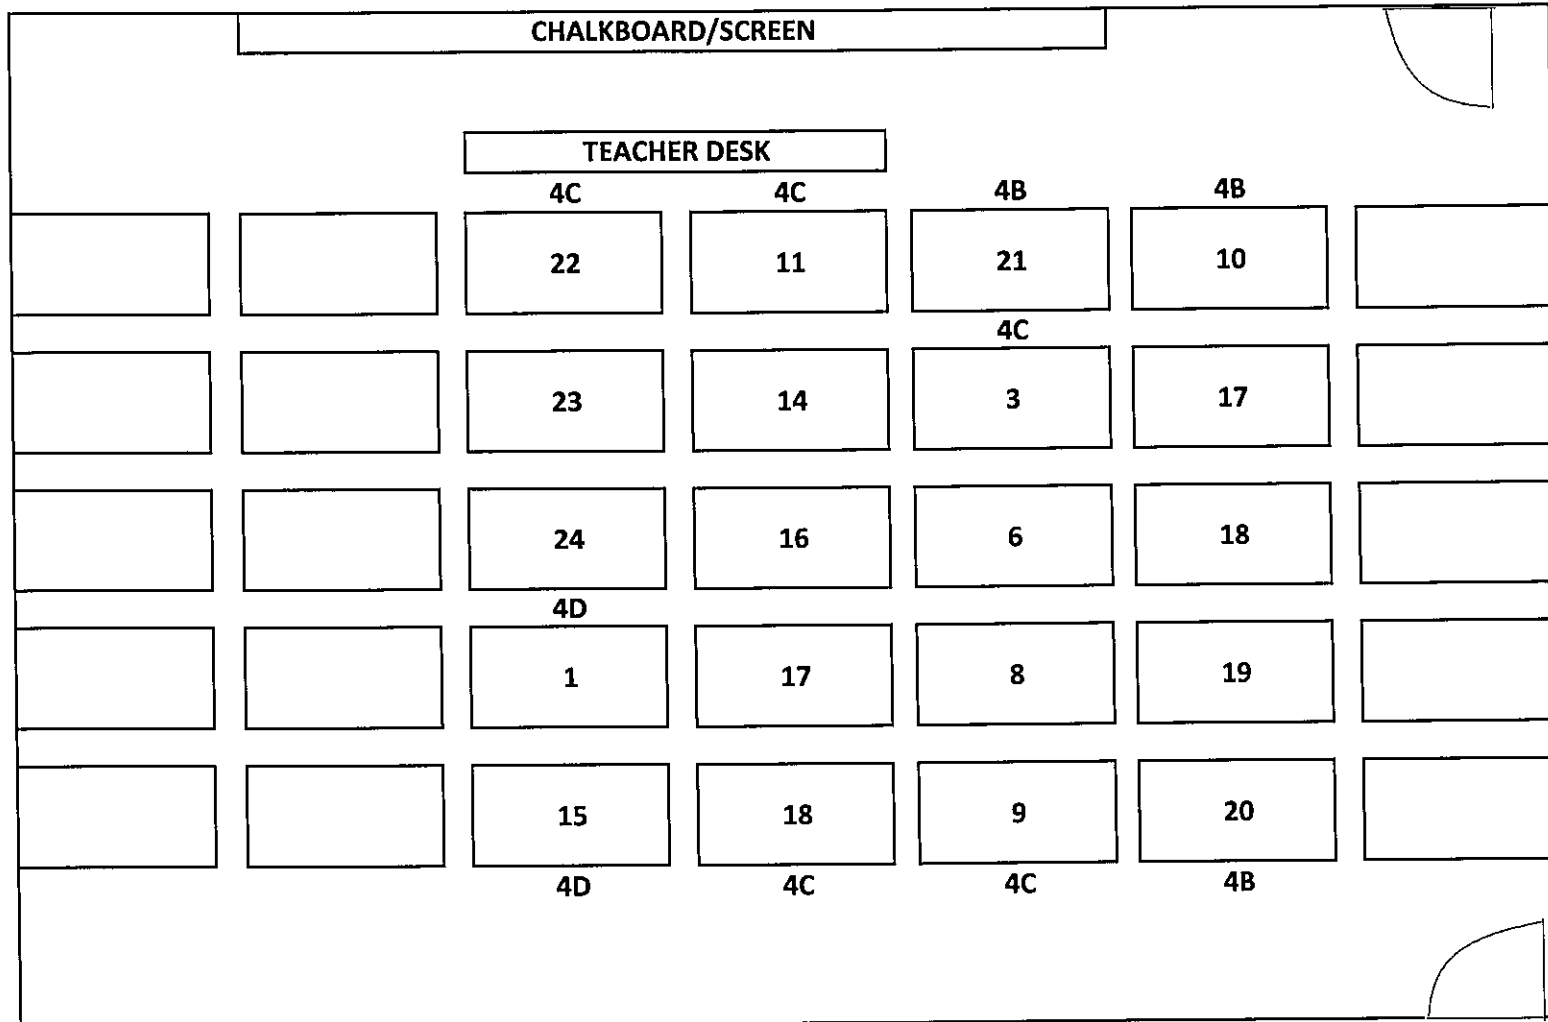 CHALKBOARD/SCREEN
TEACHER DESK
4C 4C 4B 4B
22 11 21 10
4C
23 14 3 17
24 16 6 18
4D
1 17 8 19
15 18 9 20
4D 4C 4C 4B